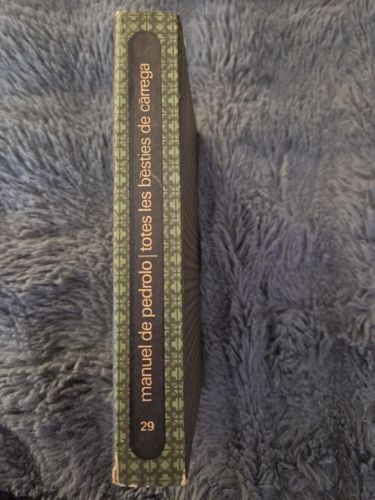 29 manuel de pedrolo | totes les bèsties de càrrega